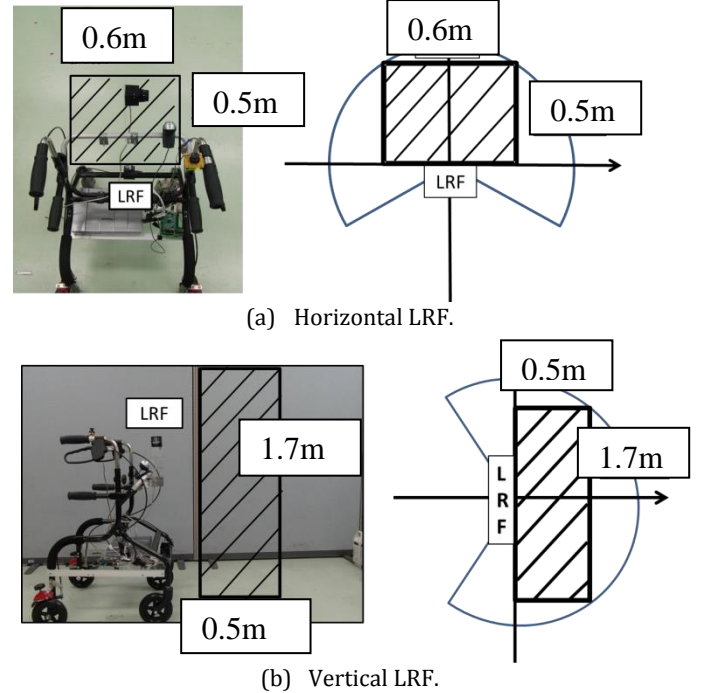 0.6m
0.6m
0.5m
0.5m
LRF
LRF
(a) Horizontal LRF.
0.5m
LRF
1.7m
1.7m
L
R
F
0.5m
(b) Vertical LRF.